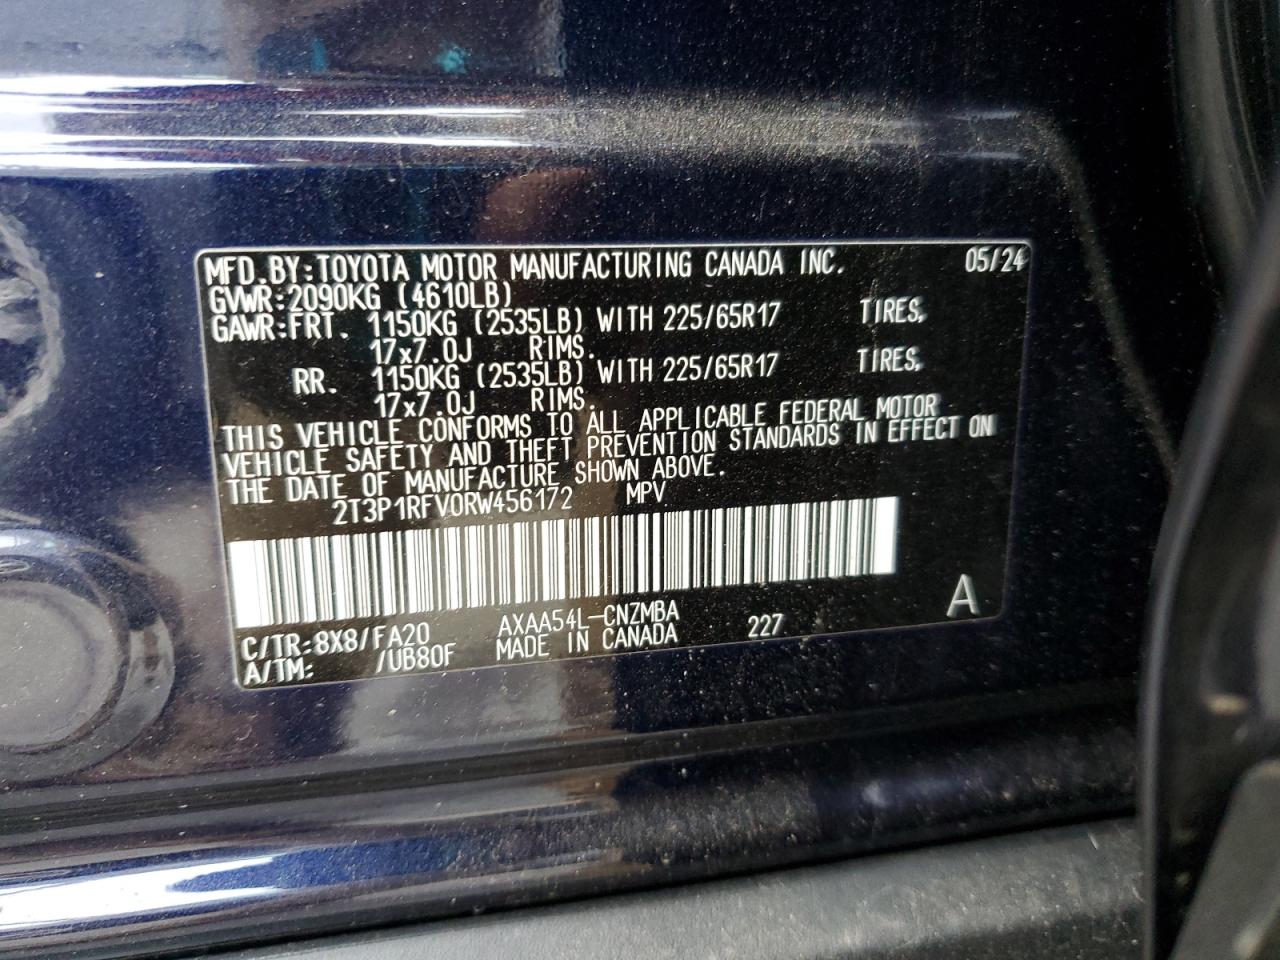 MFD.BY:TOYOTA MOTOR MANUFACTURING CANADA INC. 05/24
GVWR:2090KG (4610LB)
GAWR:FRT. 1150KG (2535LB) WITH 225/65R17 TIRES,
17x7.0J RIMS.
RR. 1150KG (2535LB) WITH 225/65R17 TIRES,
17x7.0J RIMS.
THIS VEHICLE CONFORMS TO ALL APPLICABLE FEDERAL MOTOR
VEHICLE SAFETY AND THEFT PREVENTION STANDARDS IN EFFECT ON
THE DATE OF MANUFACTURE SHOWN ABOVE.
2T3P1RFV0RW456172 MPV
C/TR:8X8/FA20 AXAA54L-CNZMBA 227 A
A/TM: /UB80F MADE IN CANADA